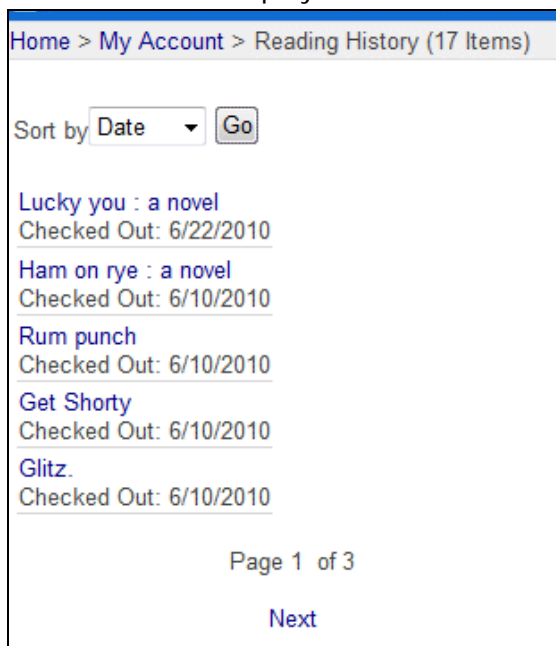 Home > My Account > Reading History (17 Items)
Sort by Date Go
Lucky you : a novel
Checked Out: 6/22/2010
Ham on rye : a novel
Checked Out: 6/10/2010
Rum punch
Checked Out: 6/10/2010
Get Shorty
Checked Out: 6/10/2010
Glitz.
Checked Out: 6/10/2010
Page 1 of 3
Next